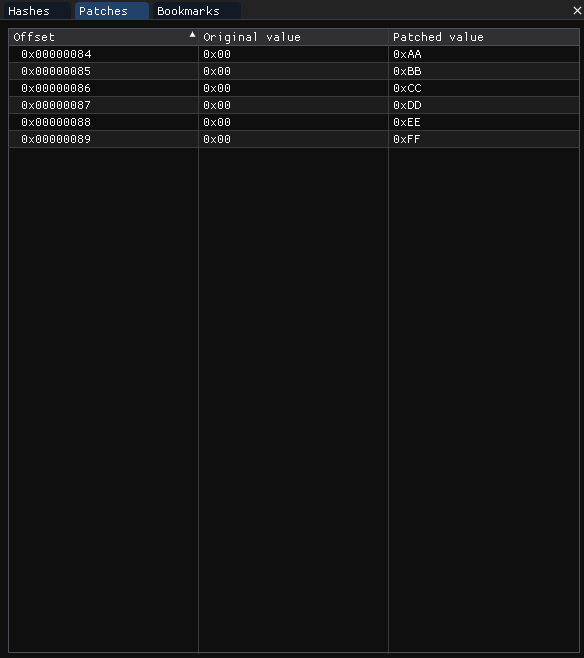 Hashes Patches Bookmarks
Offset Original value Patched value
0x00000084 0x00 0xAA
0x00000085 0x00 0xBB
0x00000086 0x00 0xCC
0x00000087 0x00 0xDD
0x00000088 0x00 0xEE
0x00000089 0x00 0xFF